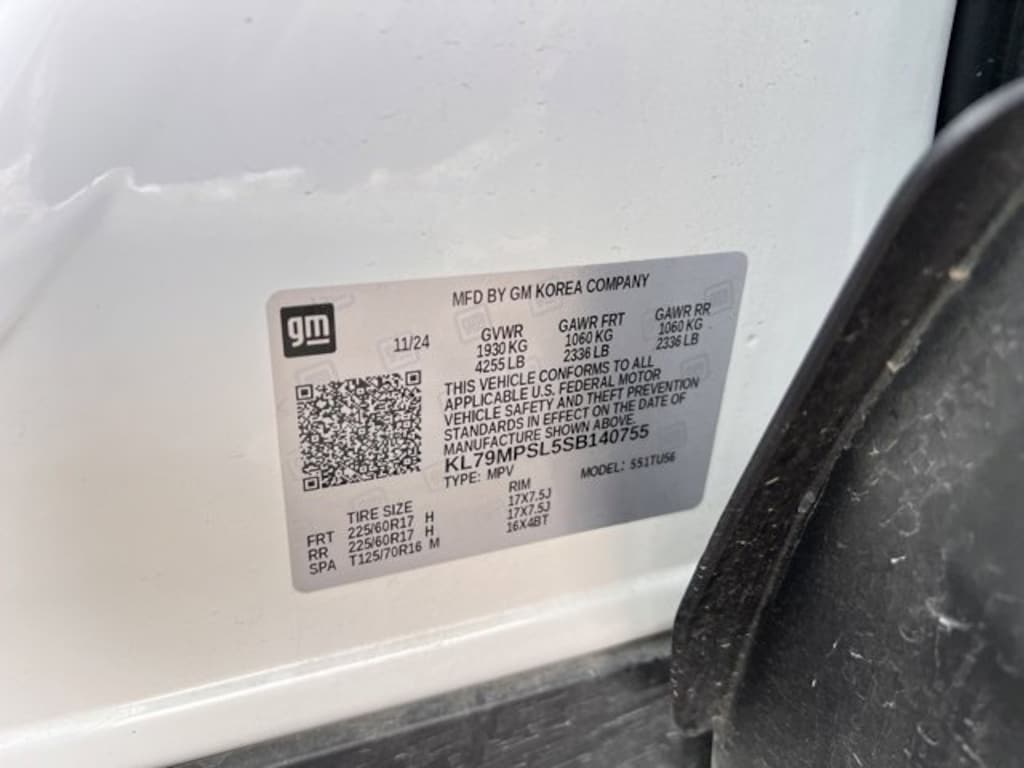 MFD BY GM KOREA COMPANY
gm
11/24
GVWR GAWR FRT GAWR RR
1930 KG 1060 KG 1060 KG
4255 LB 2336 LB 2336 LB
THIS VEHICLE CONFORMS TO ALL
APPLICABLE U.S. FEDERAL MOTOR
VEHICLE SAFETY AND THEFT PREVENTION
STANDARDS IN EFFECT ON THE DATE OF
MANUFACTURE SHOWN ABOVE.
KL79MPSL5SB140755
TYPE: MPV MODEL: 551TU56
TIRE SIZE RIM
FRT 225/60R17 H 17X7.5J
RR 225/60R17 H 17X7.5J
SPA T125/70R16 M 16X4BT